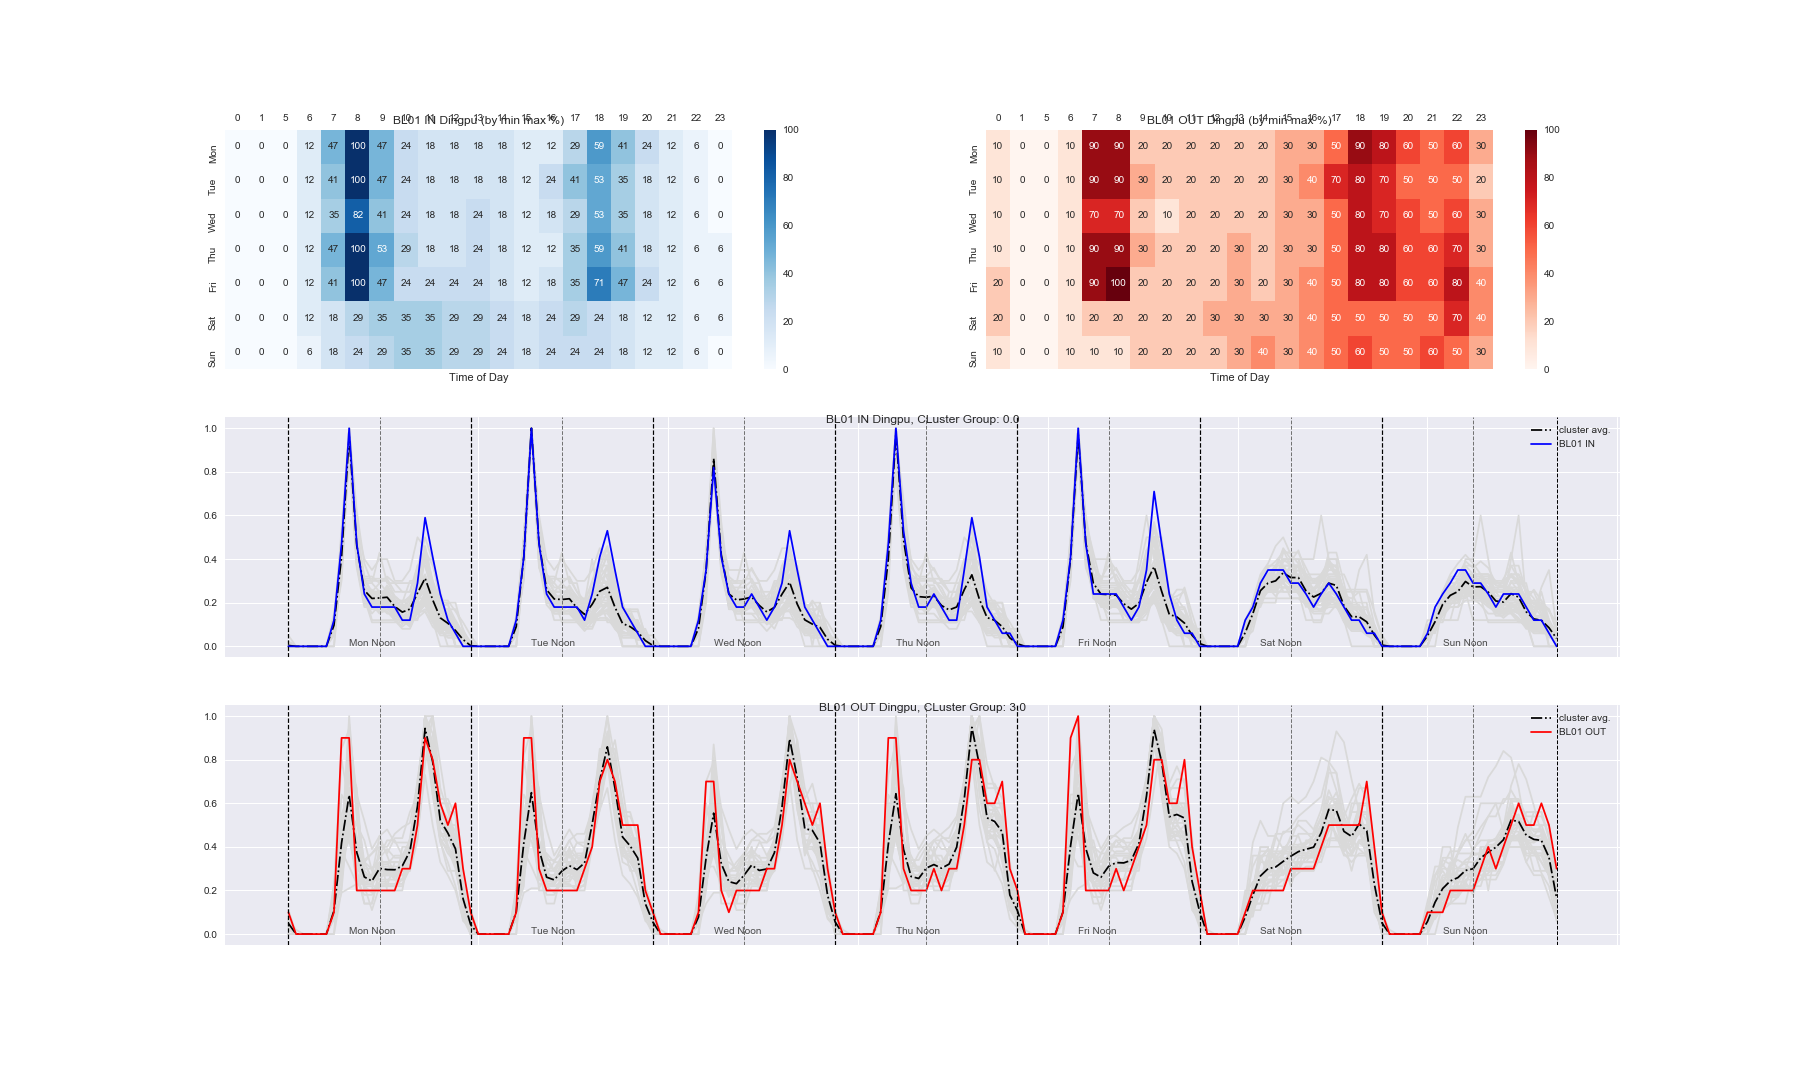 BL01 IN Dingpu (by min max %)
0 1 5 6 7 8 9 10 11 12 13 14 15 16 17 18 19 20 21 22 23
Mon 0 0 0 12 47 100 47 24 18 18 18 18 12 12 29 59 41 24 12 6 0
Tue 0 0 0 12 41 100 47 24 18 18 18 18 12 24 41 53 35 18 12 6 0
Wed 0 0 0 12 35 82 41 24 18 18 24 18 12 18 29 53 35 18 12 6 0
Thu 0 0 0 12 47 100 53 29 18 18 24 18 12 12 35 59 41 18 12 6 6
Fri 0 0 0 12 41 100 47 24 24 24 24 18 12 18 35 71 47 24 12 6 6
Sat 0 0 0 12 18 29 35 35 35 29 29 24 18 24 29 24 18 12 12 6 6
Sun 0 0 0 6 18 24 29 35 35 29 29 24 18 24 24 24 18 12 12 6 0
Time of Day
100
80
60
40
20
0
BL01 OUT Dingpu (by min max %)
0 1 5 6 7 8 9 10 11 12 13 14 15 16 17 18 19 20 21 22 23
Mon 10 0 0 10 90 90 20 20 20 20 20 20 30 30 50 90 80 60 50 60 30
Tue 10 0 0 10 90 90 30 20 20 20 20 20 30 40 70 80 70 50 50 50 20
Wed 10 0 0 10 70 70 20 10 20 20 20 20 30 30 50 80 70 60 50 60 30
Thu 10 0 0 10 90 90 30 20 20 20 30 20 30 30 50 80 80 60 60 70 30
Fri 20 0 0 10 90 100 20 20 20 20 30 20 30 40 50 80 80 60 60 80 40
Sat 20 0 0 10 20 20 20 20 20 30 30 30 30 40 50 50 50 50 50 70 40
Sun 10 0 0 10 10 10 20 20 20 20 30 40 30 40 50 60 50 50 60 50 30
Time of Day
100
80
60
40
20
0
BL01 IN Dingpu, CLuster Group: 0.0
1.0
0.8
0.6
0.4
0.2
0.0
cluster avg.
BL01 IN
Mon Noon Tue Noon Wed Noon Thu Noon Fri Noon Sat Noon Sun Noon
BL01 OUT Dingpu, CLuster Group: 3.0
1.0
0.8
0.6
0.4
0.2
0.0
cluster avg.
BL01 OUT
Mon Noon Tue Noon Wed Noon Thu Noon Fri Noon Sat Noon Sun Noon